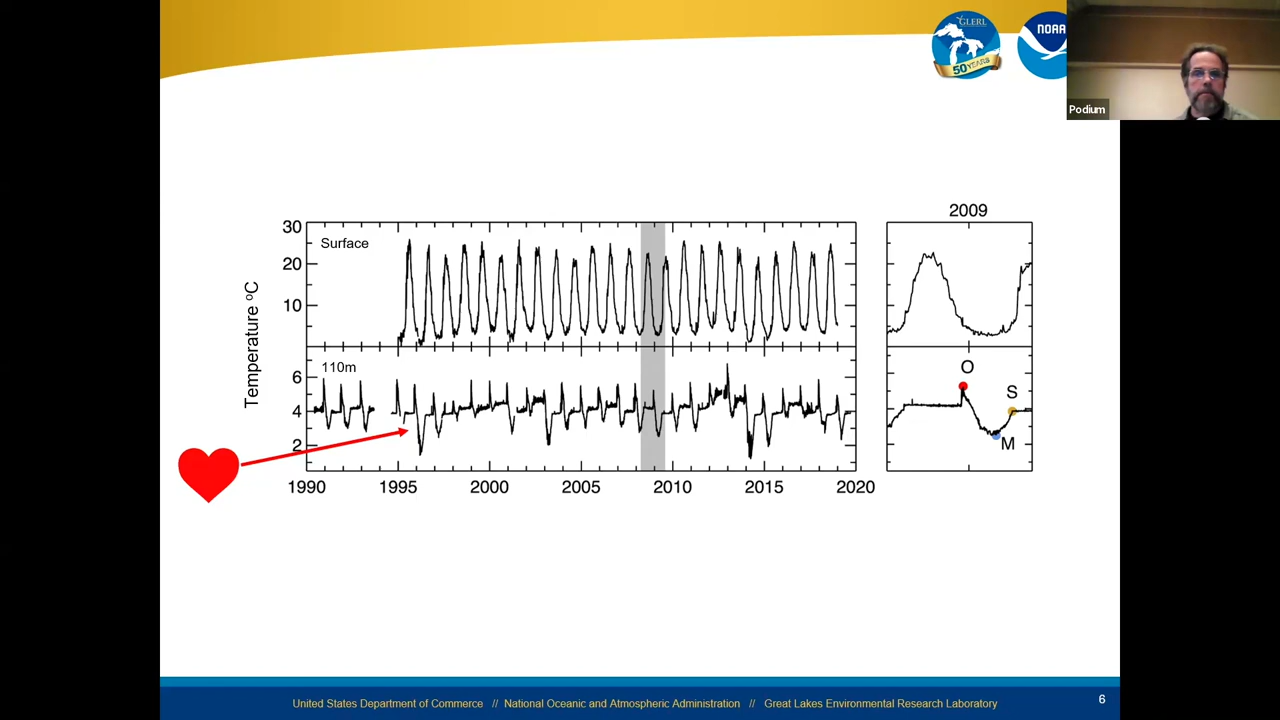 GLERL
50 YEARS
NOAA
Podium
2009
30
Surface
20
10
Temperature ºC
110m
6
4
2
O
S
M
1990 1995 2000 2005 2010 2015 2020
United States Department of Commerce // National Oceanic and Atmospheric Administration // Great Lakes Environmental Research Laboratory
6